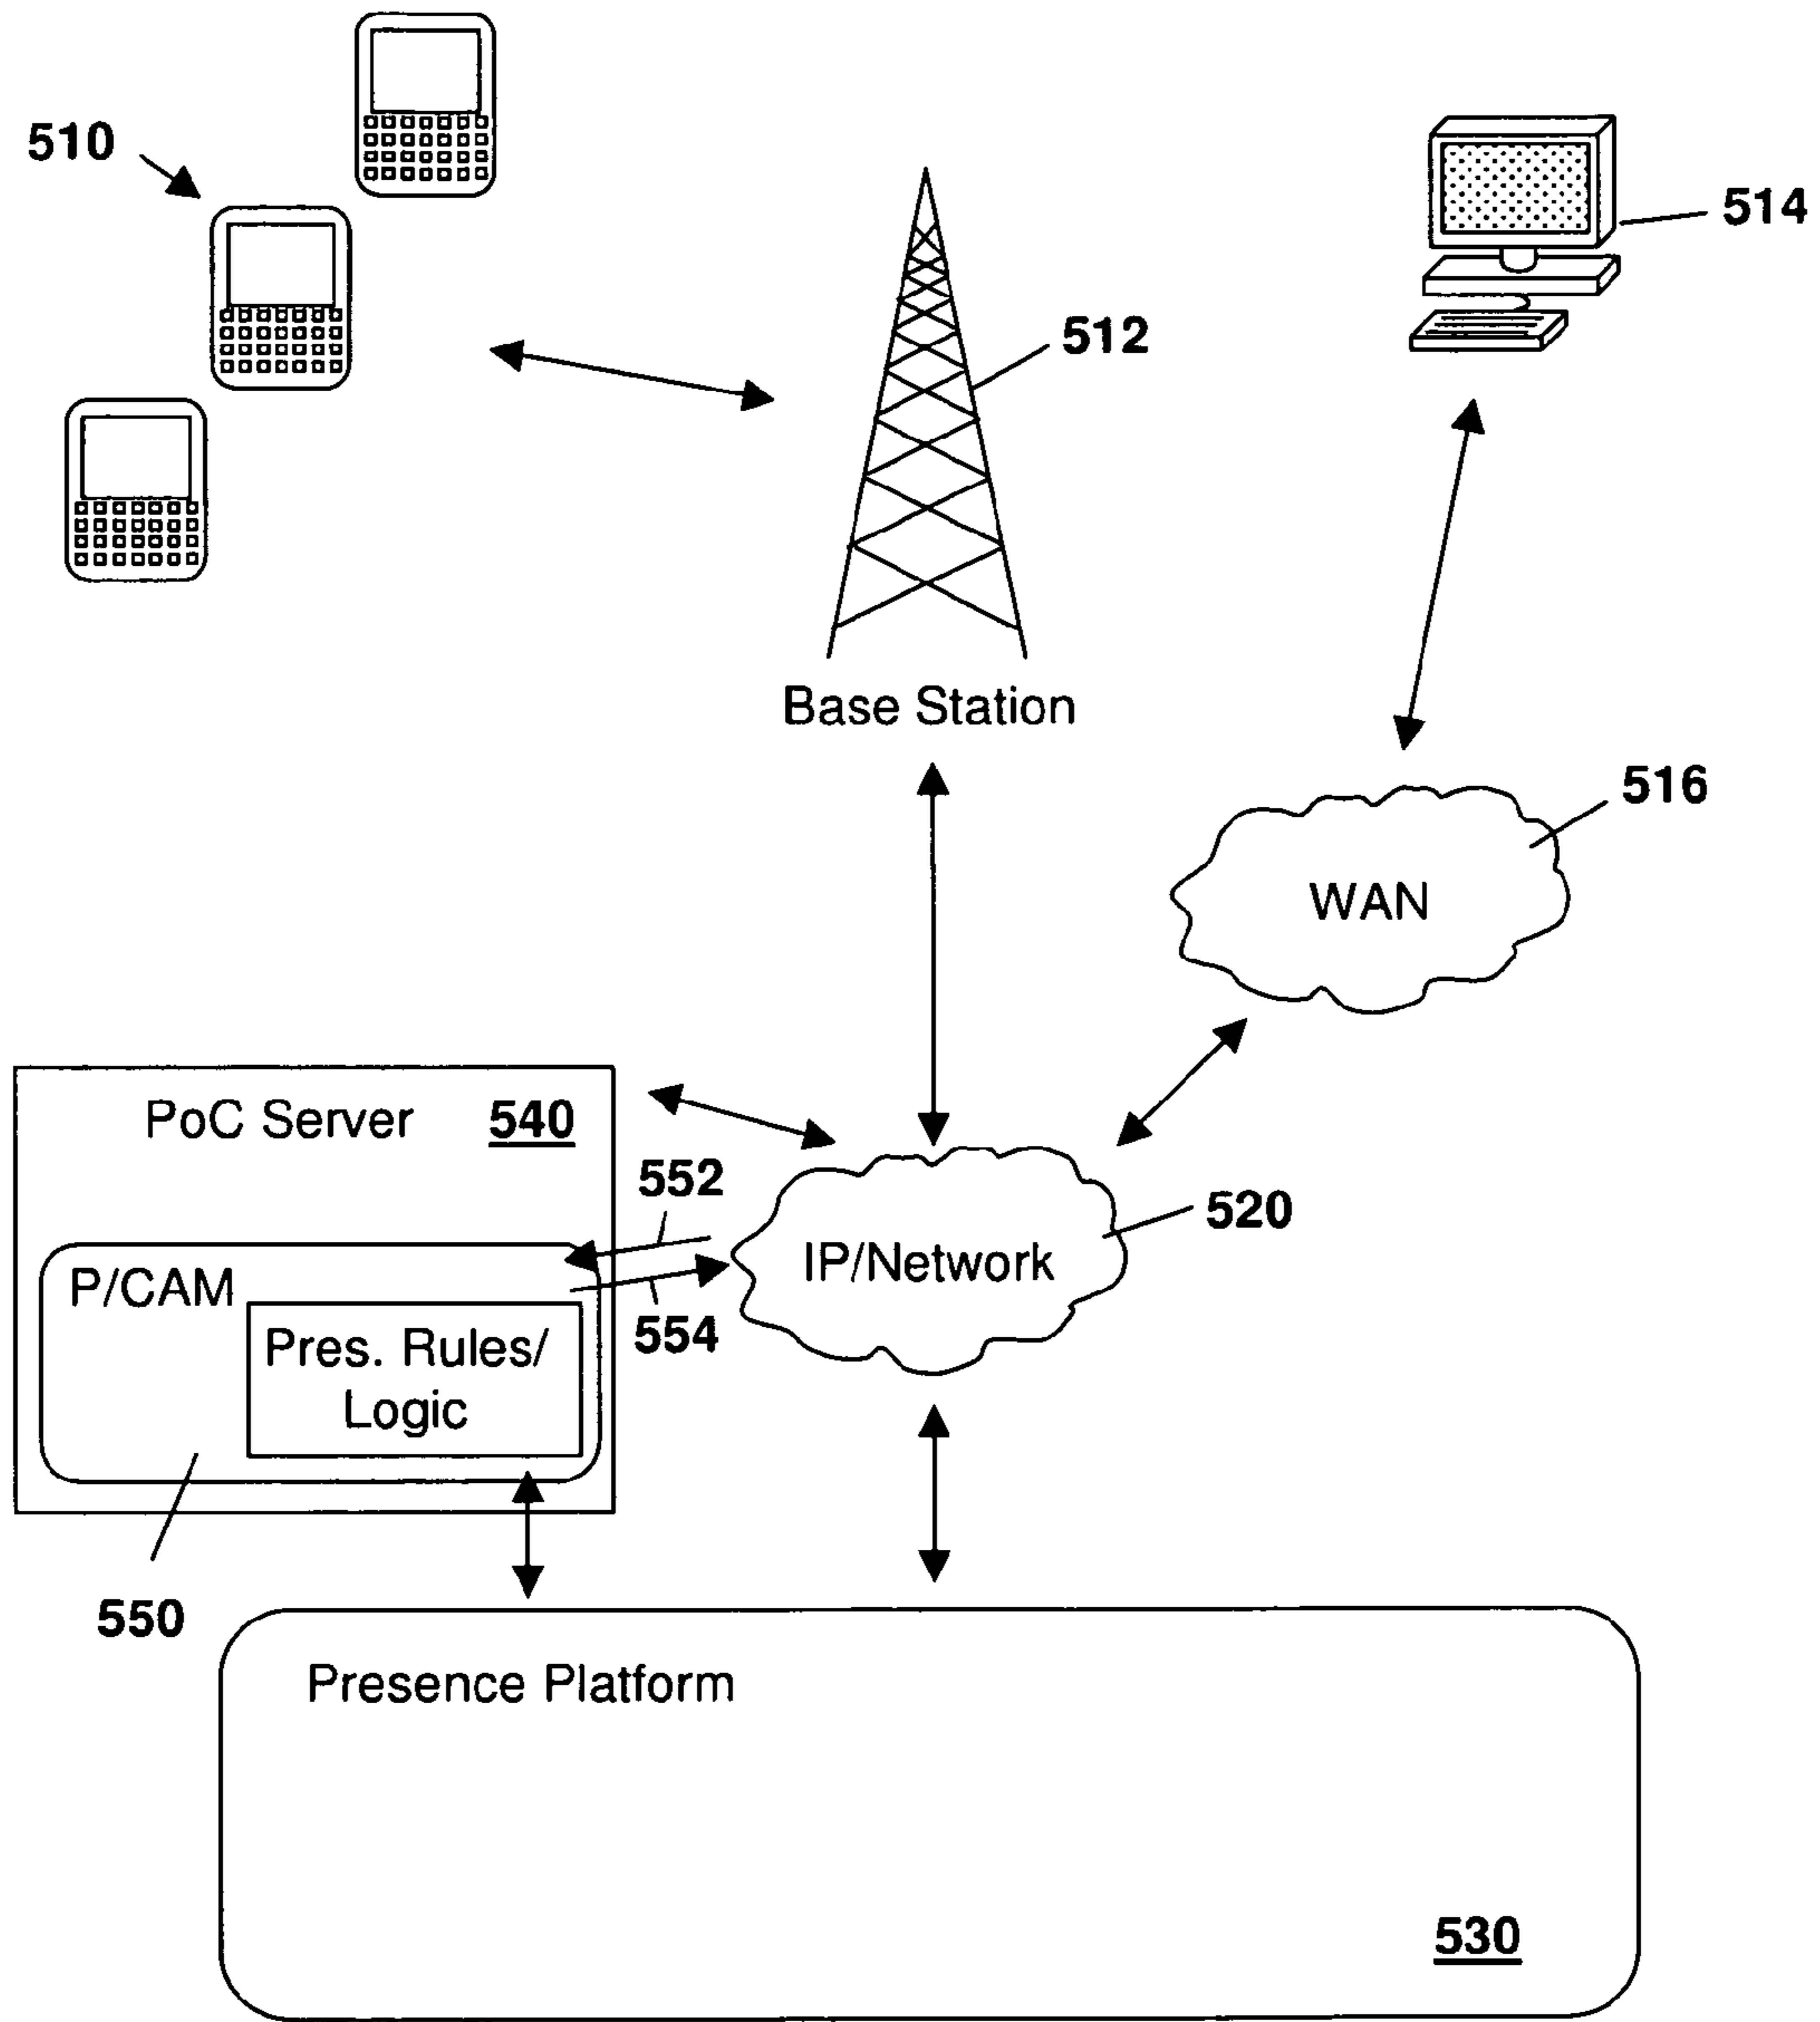 510
514
512
Base Station
516
WAN
PoC Server 540
552
520
IP/Network
P/CAM
554
Pres. Rules/
Logic
550
Presence Platform
530